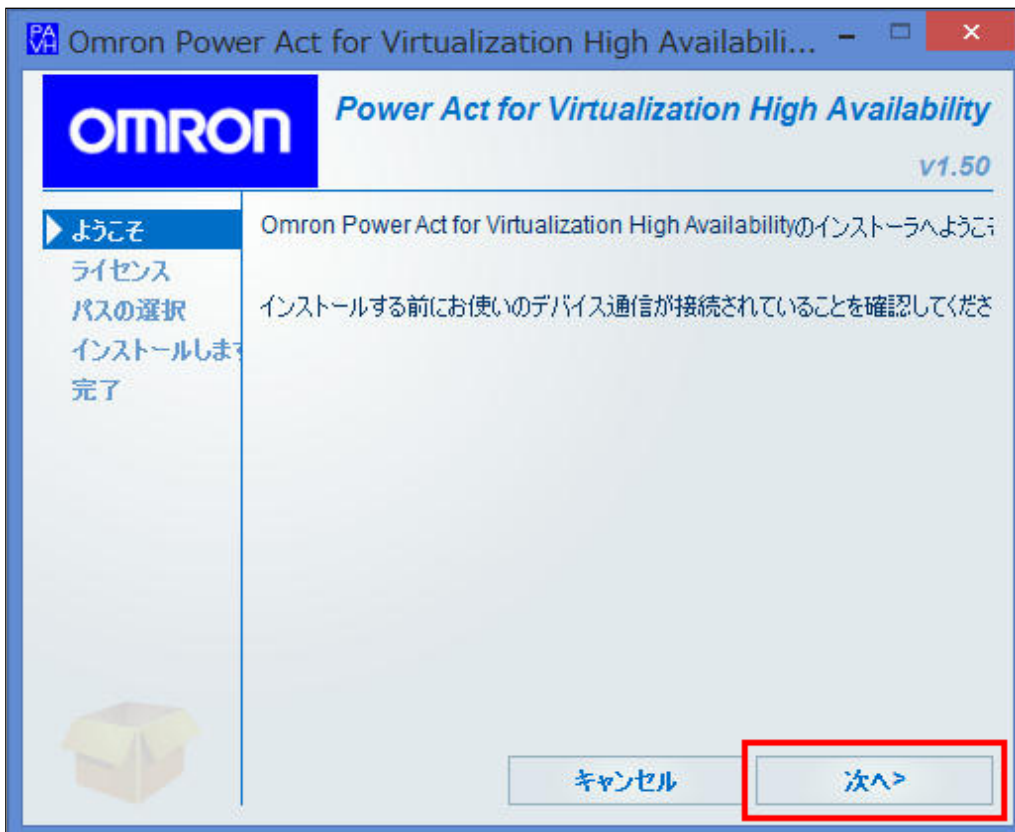 PA
VH
Omron Power Act for Virtualization High Availabili...
OMRON
Power Act for Virtualization High Availability
v1.50
ようこそ
ライセンス
パスの選択
インストールします
完了
Omron Power Act for Virtualization High Availabilityのインストーラへようこそ
インストールする前にお使いのデバイス通信が接続されていることを確認してくださ
キャンセル
次へ>